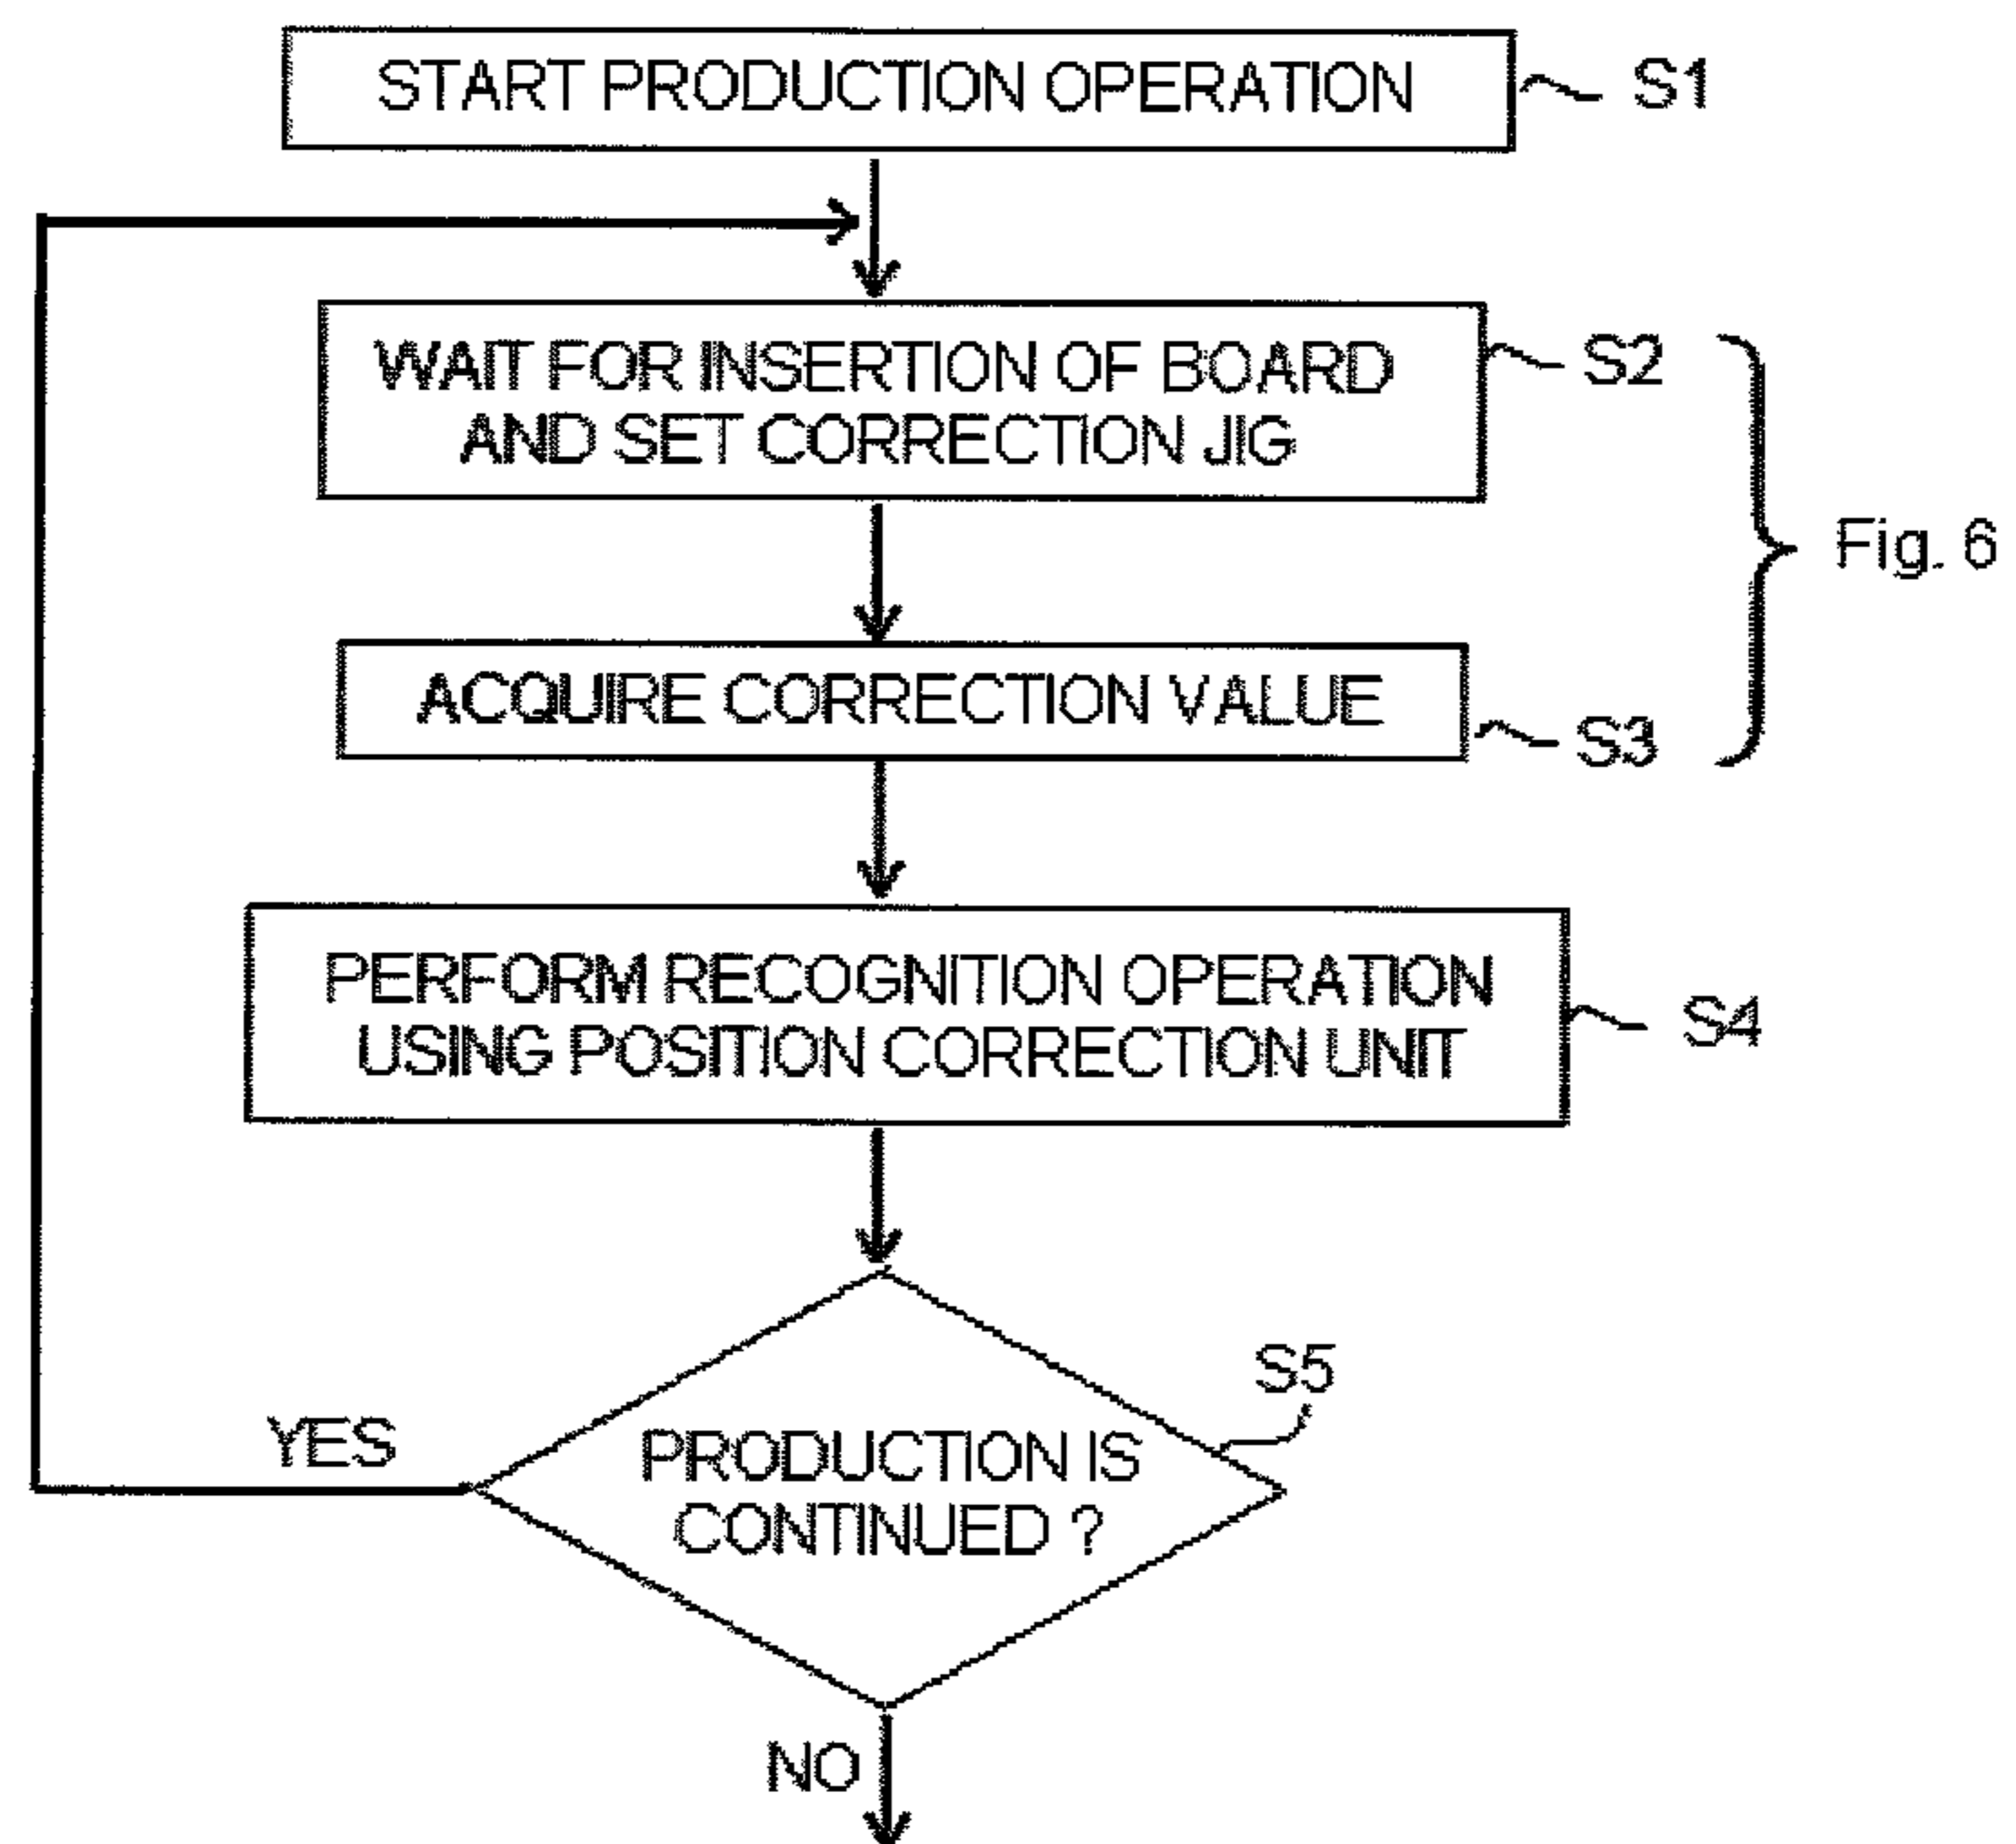 START PRODUCTION OPERATION
S1
WAIT FOR INSERTION OF BOARD
AND SET CORRECTION JIG
S2
Fig. 6
ACQUIRE CORRECTION VALUE
S3
PERFORM RECOGNITION OPERATION
USING POSITION CORRECTION UNIT
S4
S5
PRODUCTION IS
CONTINUED ?
YES
NO